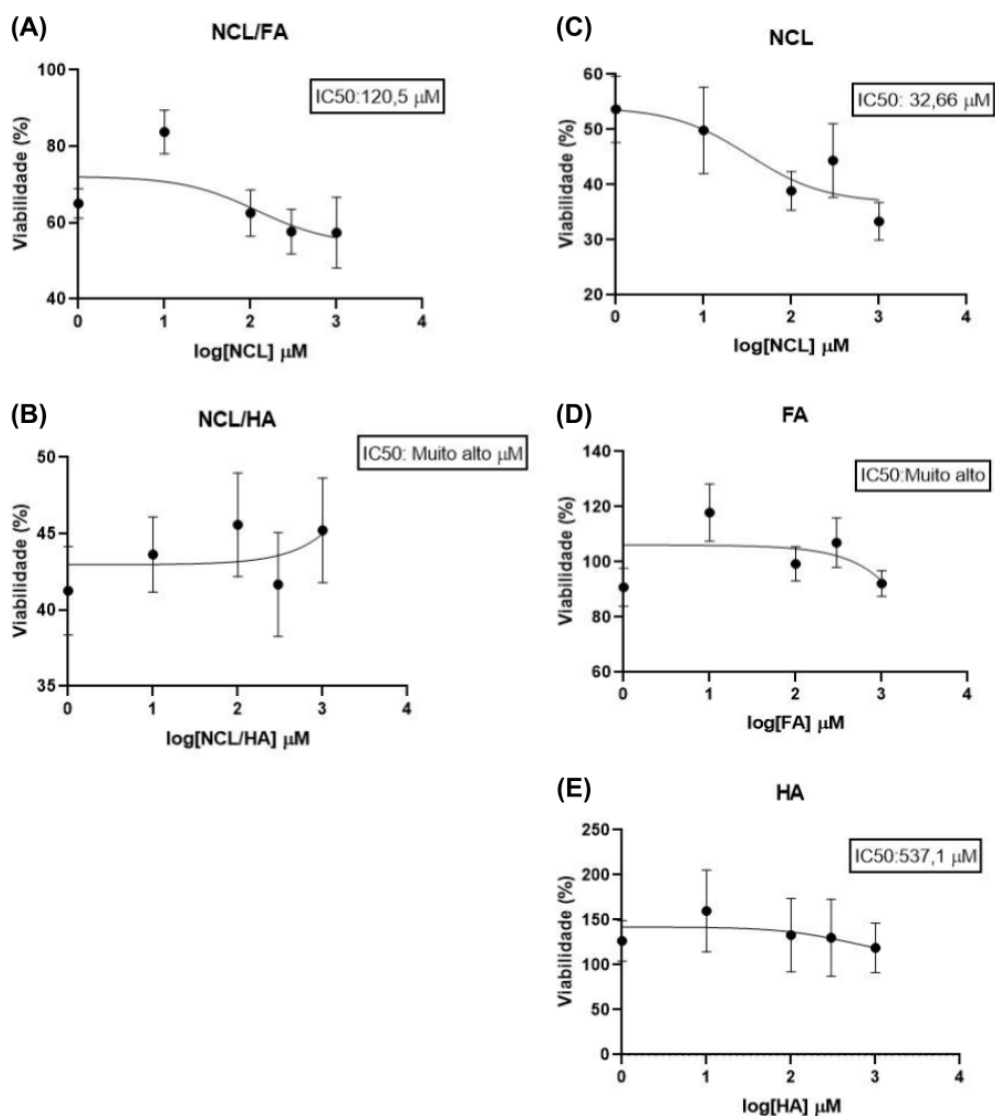 (A)
NCL/FA
IC50:120,5 μM
100
80
60
40
Viabilidade (%)
0 1 2 3 4
log[NCL] μM
(C)
NCL
IC50: 32,66 μM
60
50
40
30
20
Viabilidade (%)
0 1 2 3 4
log[NCL] μM
(B)
NCL/HA
IC50: Muito alto μM
50
45
40
35
Viabilidade (%)
0 1 2 3 4
log[NCL/HA] μM
(D)
FA
IC50:Muito alto
140
120
100
80
60
Viabilidade (%)
0 1 2 3 4
log[FA] μM
(E)
HA
IC50:537,1 μM
250
200
150
100
50
0
Viabilidade (%)
0 1 2 3 4
log[HA] μM